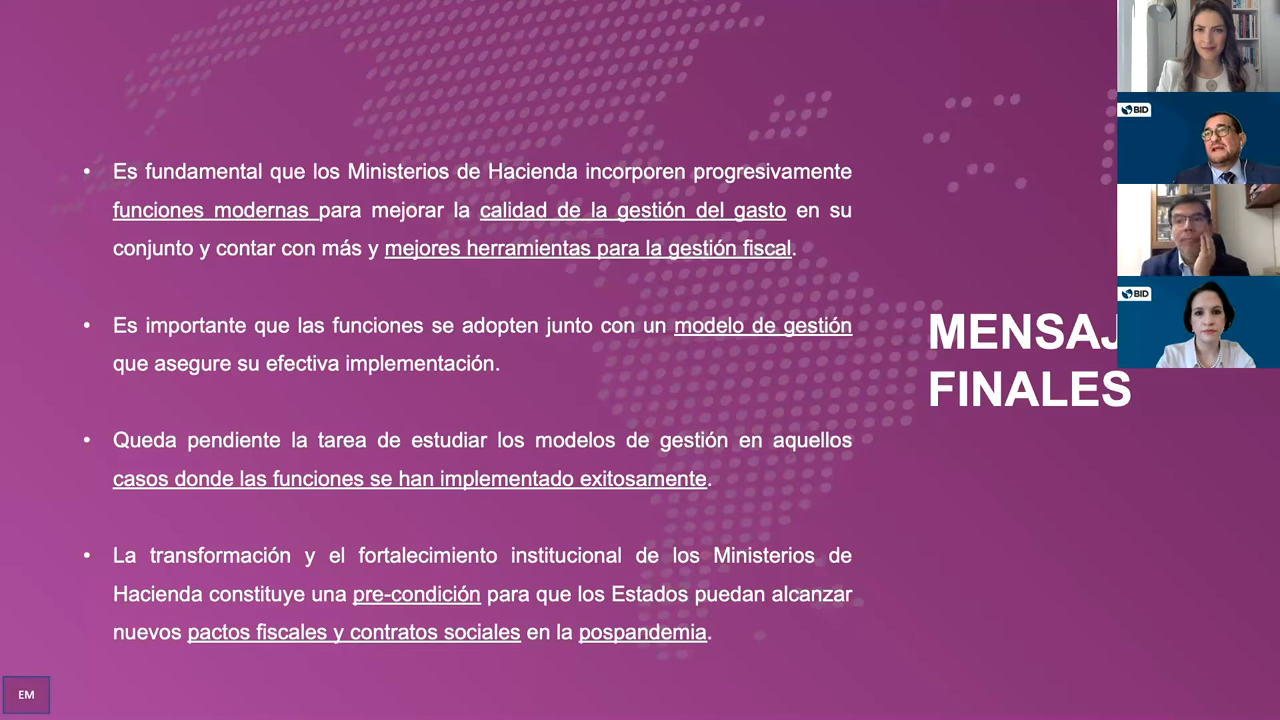 • Es fundamental que los Ministerios de Hacienda incorporen progresivamente
funciones modernas para mejorar la calidad de la gestión del gasto en su
conjunto y contar con más y mejores herramientas para la gestión fiscal.
• Es importante que las funciones se adopten junto con un modelo de gestión
que asegure su efectiva implementación.
• Queda pendiente la tarea de estudiar los modelos de gestión en aquellos
casos donde las funciones se han implementado exitosamente.
• La transformación y el fortalecimiento institucional de los Ministerios de
Hacienda constituye una pre-condición para que los Estados puedan alcanzar
nuevos pactos fiscales y contratos sociales en la pospandemia.
MENSAJ
FINALES
BID
BID
EM